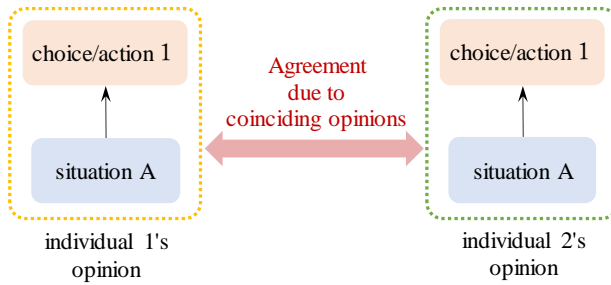 choice/action 1
situation A
individual 1's
opinion
Agreement
due to
coinciding opinions
choice/action 1
situation A
individual 2's
opinion